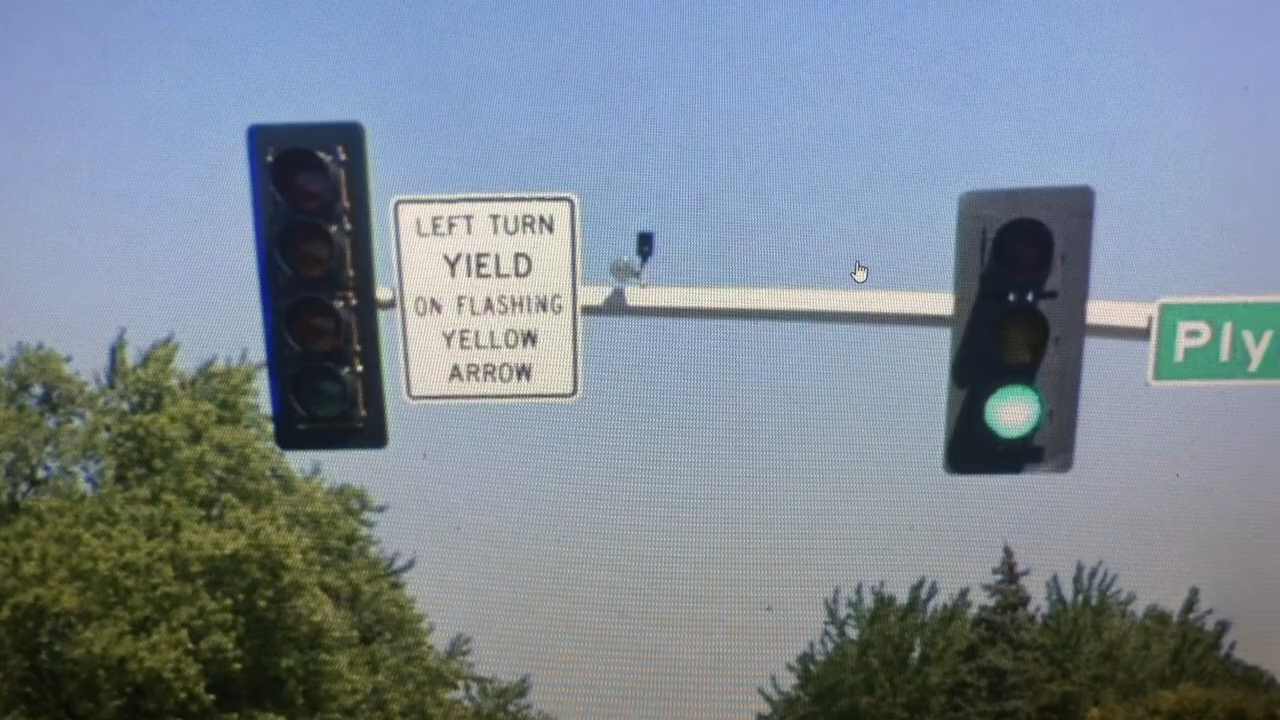 LEFT TURN
YIELD
ON FLASHING
YELLOW
ARROW
Ply